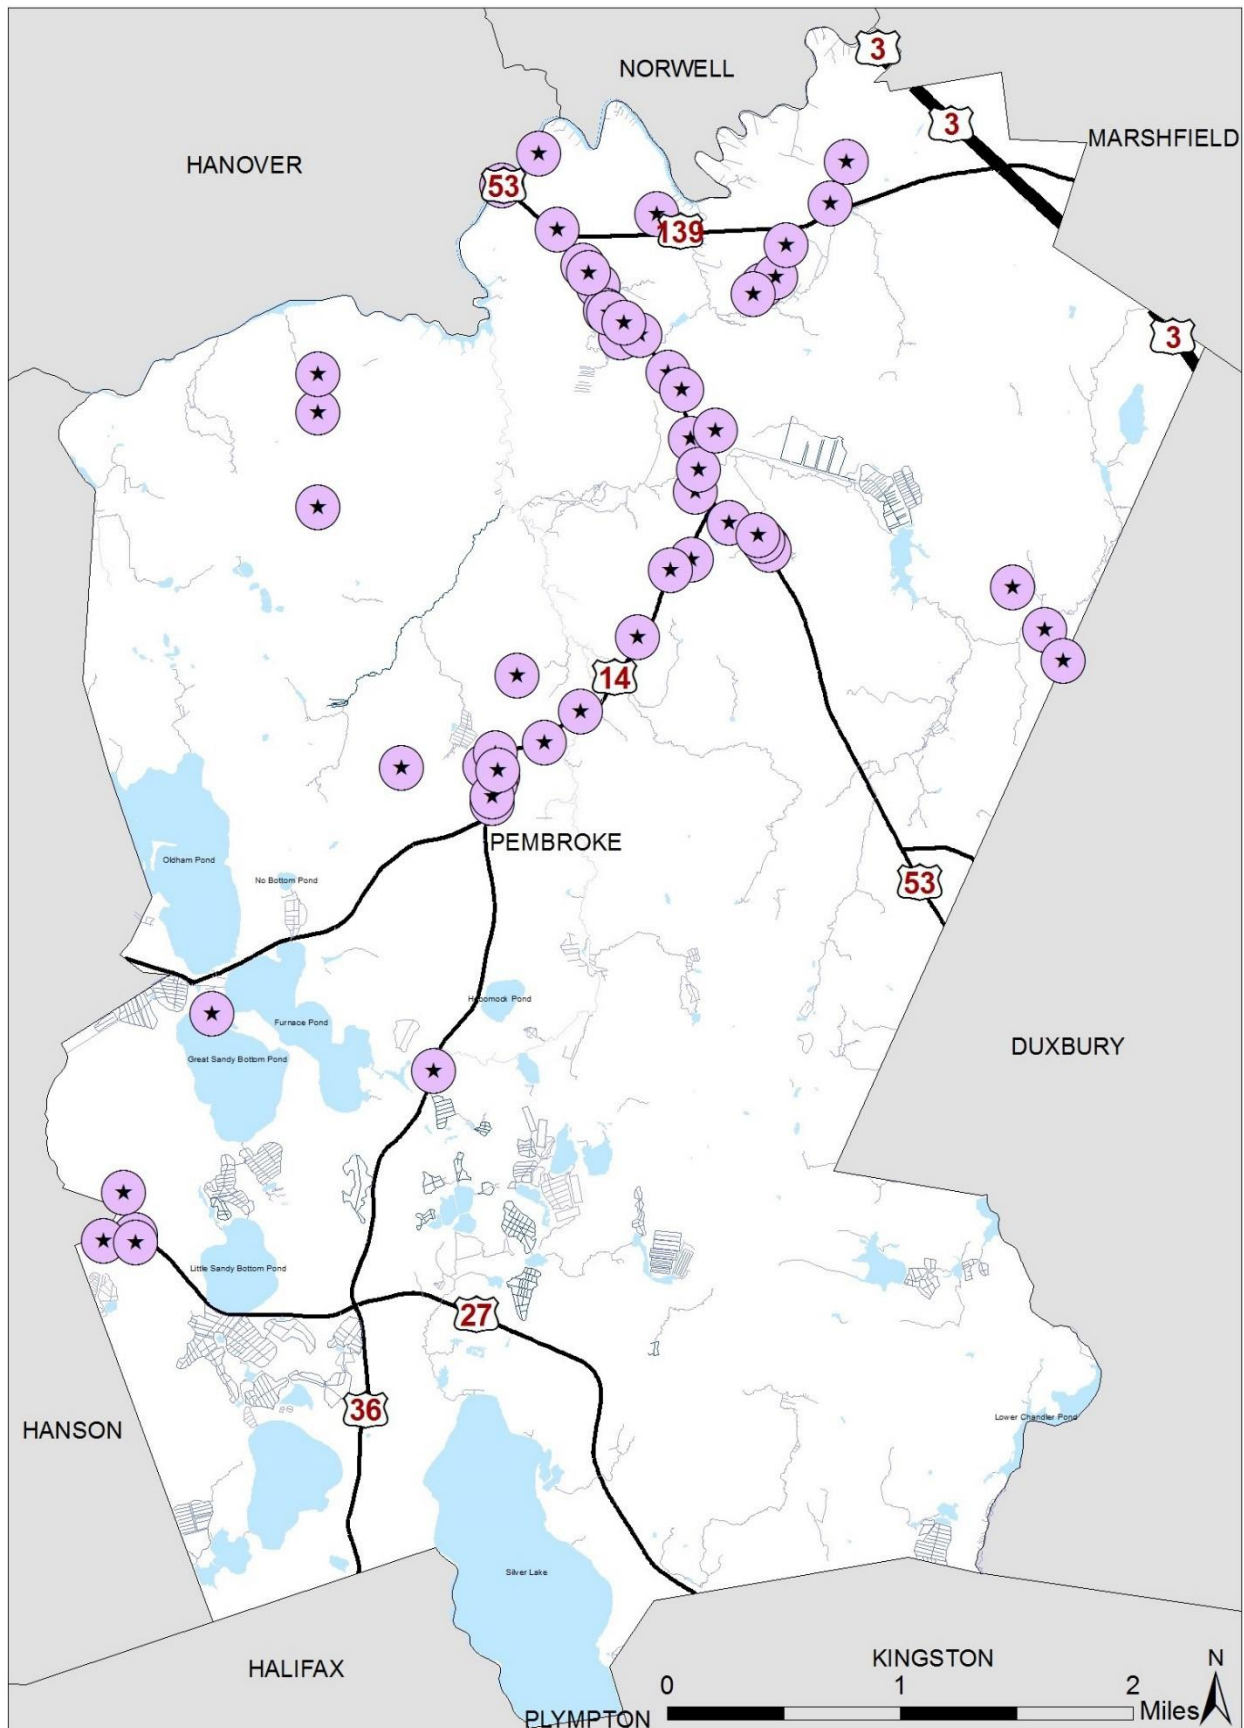 3
NORWELL
3
MARSHFIELD
HANOVER
53
139
3
14
PEMBROKE
Oldham Pond
No Bottom Pond
53
Hobomock Pond
Furnace Pond
DUXBURY
Great Sandy Bottom Pond
Little Sandy Bottom Pond
27
36
Lower Chandler Pond
HANSON
Silver Lake
KINGSTON
N
HALIFAX
0 1 2
Miles
PLYMPTON